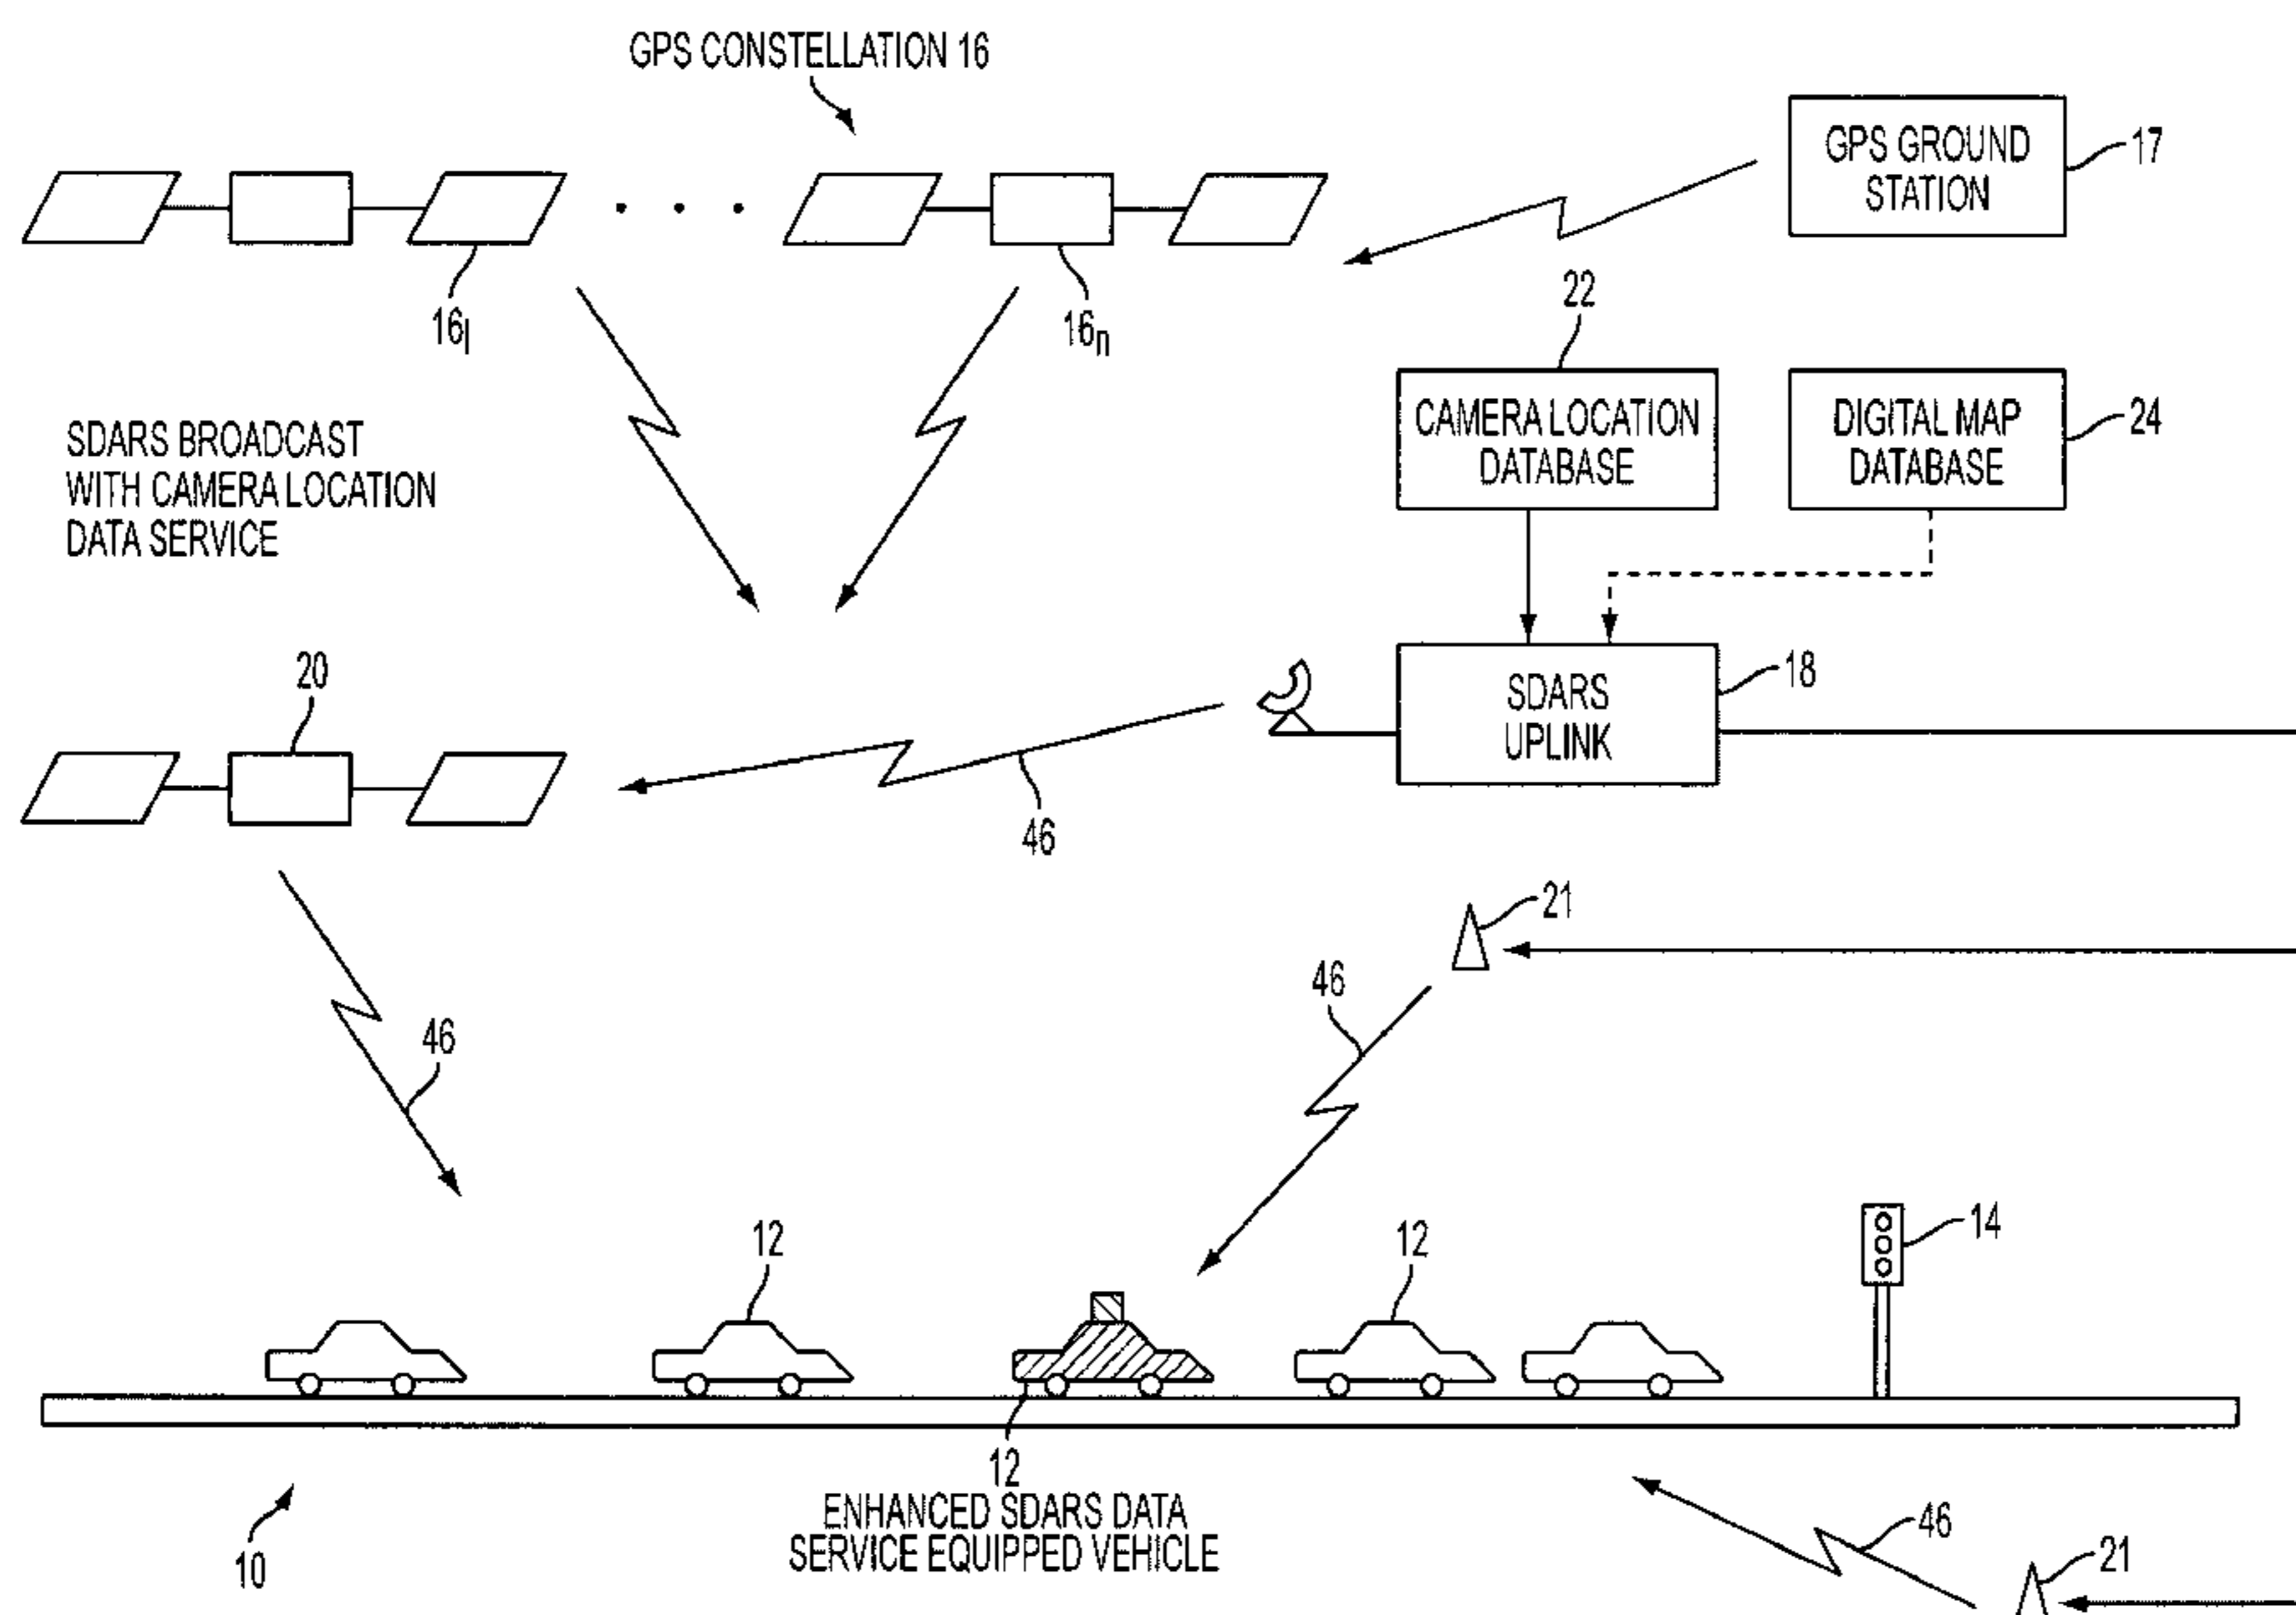 GPS CONSTELLATION 16
GPS GROUND
STATION
17
16l
16n
22
CAMERA LOCATION
DATABASE
DIGITAL MAP
DATABASE
24
SDARS BROADCAST
WITH CAMERA LOCATION
DATA SERVICE
20
SDARS
UPLINK
18
46
21
46
46
12
12
14
12
ENHANCED SDARS DATA
SERVICE EQUIPPED VEHICLE
10
46
21